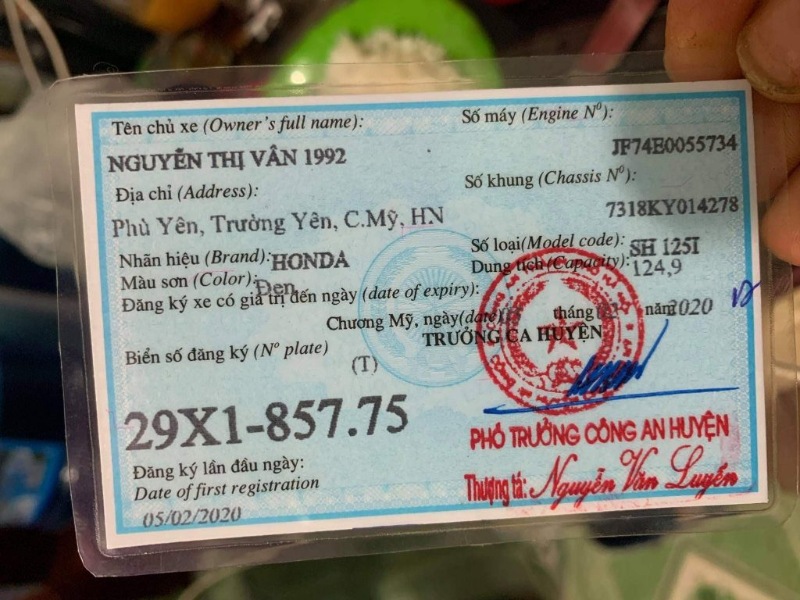 Tên chủ xe (Owner's full name):
NGUYỄN THỊ VÂN 1992
Địa chỉ (Address):
Phù Yên, Trường Yên, C.Mỹ, HN
Nhãn hiệu (Brand): HONDA
Màu sơn (Color): Đen
Số máy (Engine Nº):
JF74E0055734
Số khung (Chassis Nº):
7318KY014278
Số loại (Model code): SH 125I
Dung tích (Capacity): 124,9
Đăng ký xe có giá trị đến ngày (date of expiry):
Chương Mỹ, ngày (date) tháng năm 2020
TRƯỞNG CA HUYỆN
Biển số đăng ký (Nº plate)
(T)
29X1-857.75
Đăng ký lần đầu ngày:
Date of first registration
05/02/2020
PHÓ TRƯỞNG CÔNG AN HUYỆN
Thượng tá: Nguyễn Văn Luyến